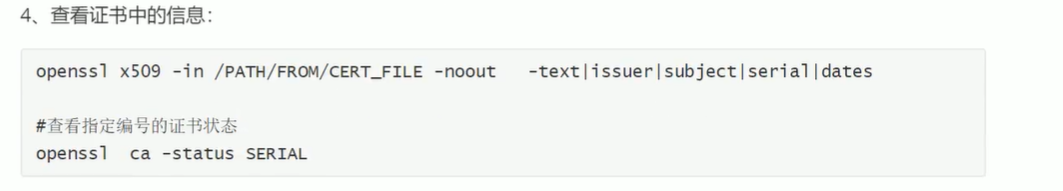 4、查看证书中的信息：
openssl x509 -in /PATH/FROM/CERT_FILE -noout   -text|issuer|subject|serial|dates
#查看指定编号的证书状态
openssl  ca -status SERIAL